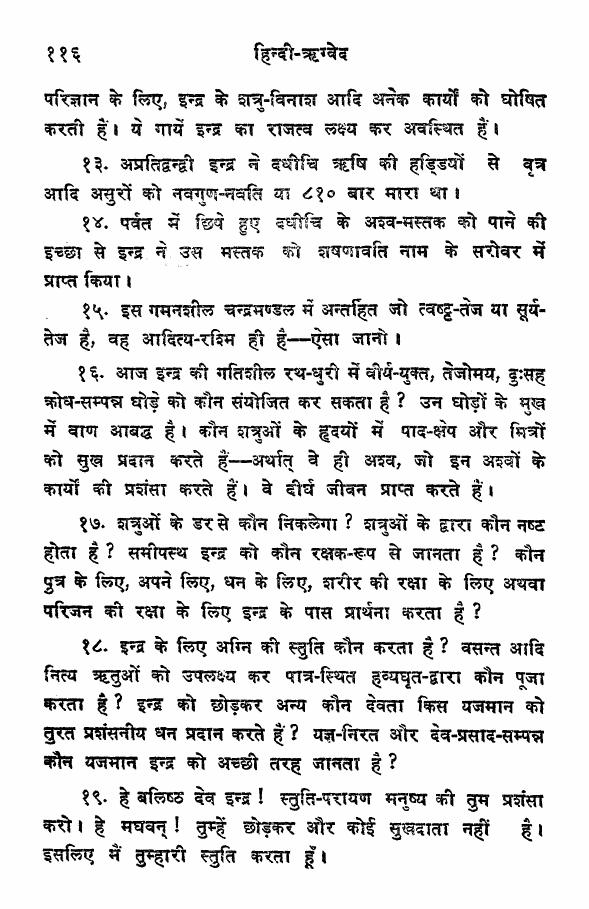 ११६ हिन्दी-ऋग्वेद
परिज्ञान के लिए, इन्द्र के शत्रु-विनाश आदि अनेक कार्यों को घोषित
करती हैं। ये गायें इन्द्र का राजत्व लक्ष्य कर अवस्थित हैं।
१३. अप्रतिद्वन्द्वी इन्द्र ने दधीचि ऋषि की हड्डियों से वृत्र
आदि असुरों को नवगुण-नवति या ८१० बार मारा था।
१४. पर्वत में छिपे हुए दधीचि के अश्व-मस्तक को पाने की
इच्छा से इन्द्र ने उस मस्तक को शषणावति नाम के सरोवर में
प्राप्त किया।
१५. इस गमनशील चन्द्रमण्डल में अन्तर्हित जो त्वष्टृ-तेज या सूर्य-
तेज है, वह आदित्य-रश्मि ही है--ऐसा जानो।
१६. आज इन्द्र की गतिशील रथ-धुरी में वीर्य-युक्त, तेजोमय, दुःसह
क्रोध-सम्पन्न घोड़े को कौन संयोजित कर सकता है? उन घोड़ों के मुख
में वाण आबद्ध है। कौन शत्रुओं के हृदयों में पाद-क्षेप और मित्रों
को सुख प्रदान करते हैं--अर्थात् वे ही अश्व, जो इन अश्वों के
कार्यों की प्रशंसा करते हैं। वे दीर्घ जीवन प्राप्त करते हैं।
१७. शत्रुओं के डर से कौन निकलेगा? शत्रुओं के द्वारा कौन नष्ट
होता है? समीपस्थ इन्द्र को कौन रक्षक-रूप से जानता है? कौन
पुत्र के लिए, अपने लिए, धन के लिए, शरीर की रक्षा के लिए अथवा
परिजन की रक्षा के लिए इन्द्र के पास प्रार्थना करता है?
१८. इन्द्र के लिए अग्नि की स्तुति कौन करता है? वसन्त आदि
नित्य ऋतुओं को उपलक्ष्य कर पात्र-स्थित हव्यघृत-द्वारा कौन पूजा
करता है? इन्द्र को छोड़कर अन्य कौन देवता किस यजमान को
तुरत प्रशंसनीय धन प्रदान करते हैं? यज्ञ-निरत और देव-प्रसाद-सम्पन्न
कौन यजमान इन्द्र को अच्छी तरह जानता है?
१९. हे बलिष्ठ देव इन्द्र! स्तुति-परायण मनुष्य की तुम प्रशंसा
करो। हे मघवन्! तुम्हें छोड़कर और कोई सुखदाता नहीं है।
इसलिए मैं तुम्हारी स्तुति करता हूँ।